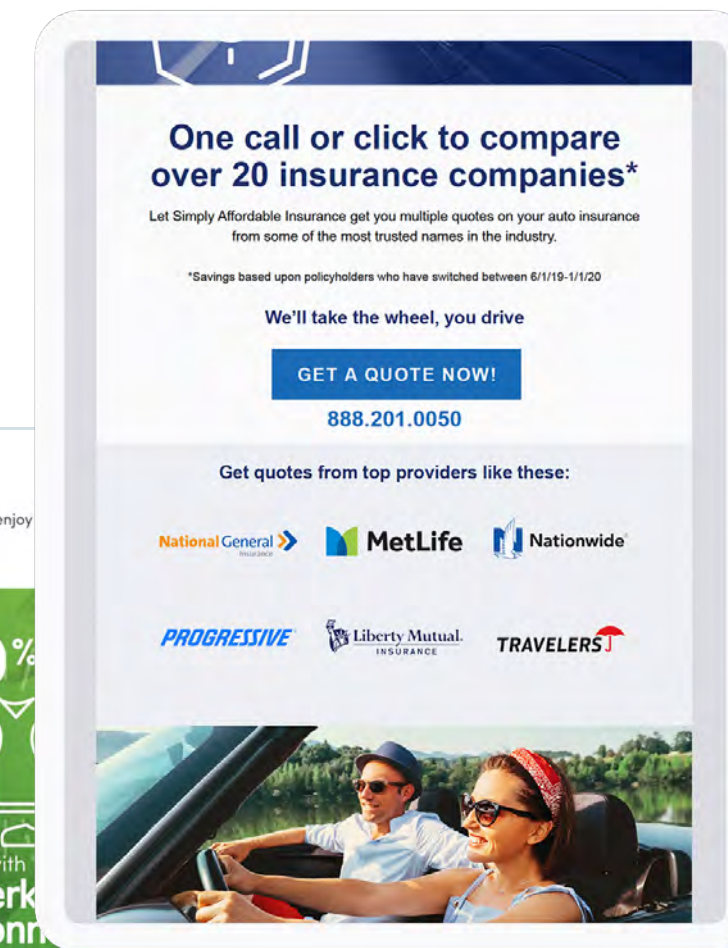 One call or click to compare
over 20 insurance companies*
Let Simply Affordable Insurance get you multiple quotes on your auto insurance
from some of the most trusted names in the industry.
*Savings based upon policyholders who have switched between 6/1/19-1/1/20
We'll take the wheel, you drive
GET A QUOTE NOW!
888.201.0050
Get quotes from top providers like these:
National General
Insurance
MetLife
Nationwide
PROGRESSIVE
Liberty Mutual.
INSURANCE
TRAVELERS
enjoy
%
with